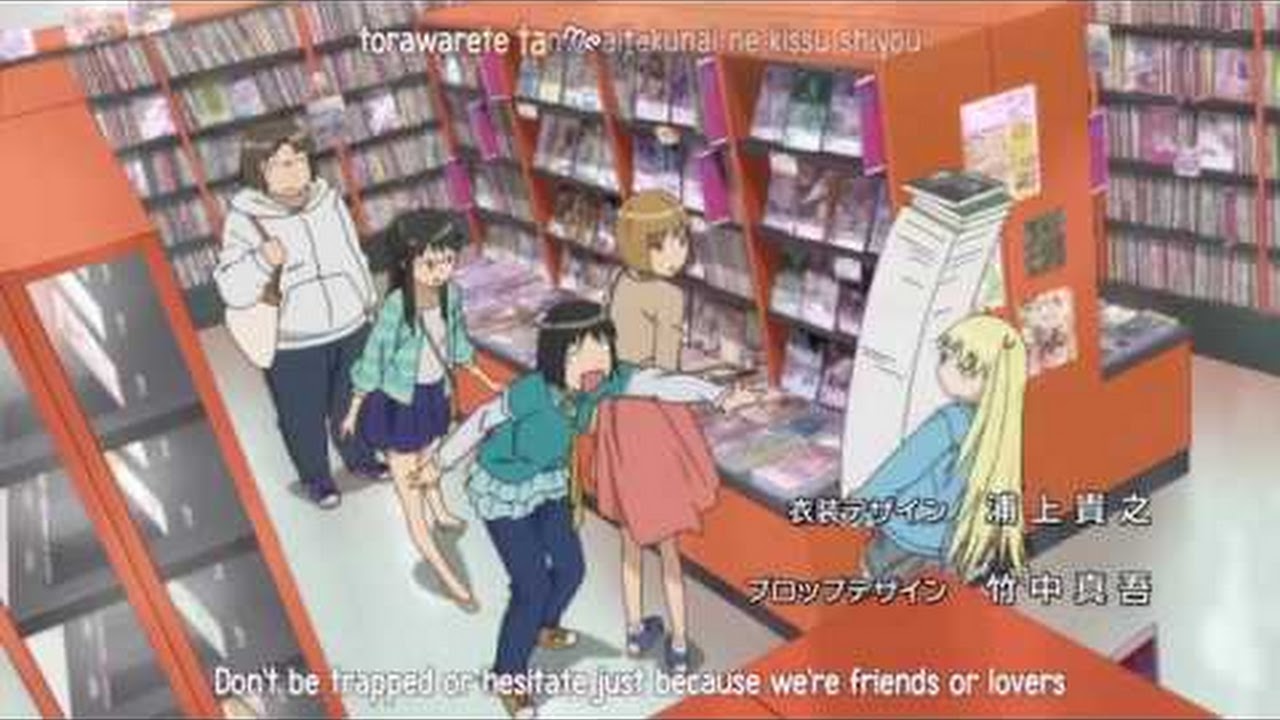 torawarete tameraitakunai ne kissu shiyou
衣装デザイン 浦上貴之
プロップデザイン 竹中真吾
Don't be trapped or hesitate just because we're friends or lovers